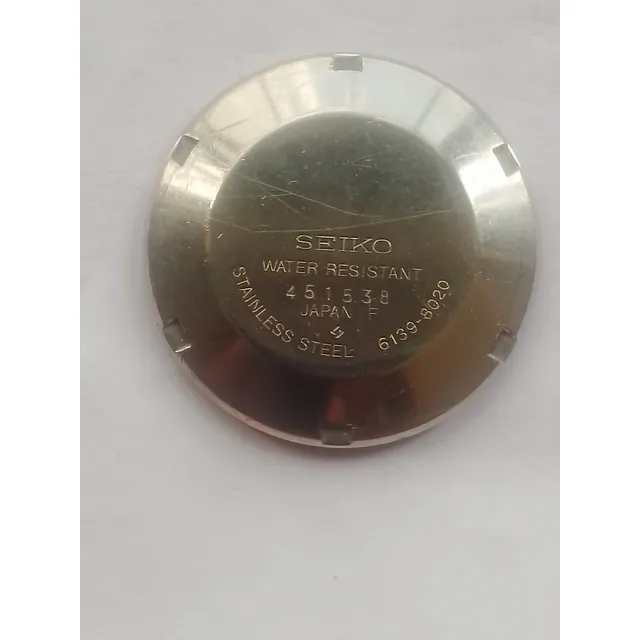 SEIKO
WATER RESISTANT
451538
JAPAN F
STAINLESS STEEL
6139-8020